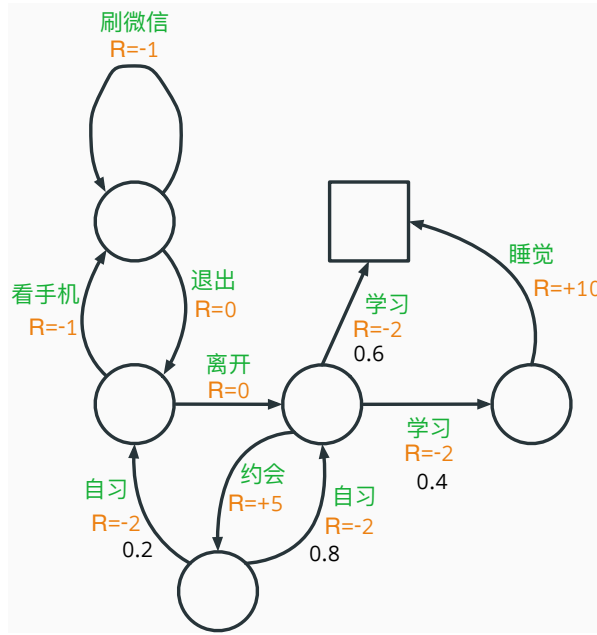 刷微信
R=-1
看手机
R=-1
退出
R=0
睡觉
R=+10
学习
R=-2
0.6
离开
R=0
学习
R=-2
0.4
约会
R=+5
自习
R=-2
0.2
自习
R=-2
0.8